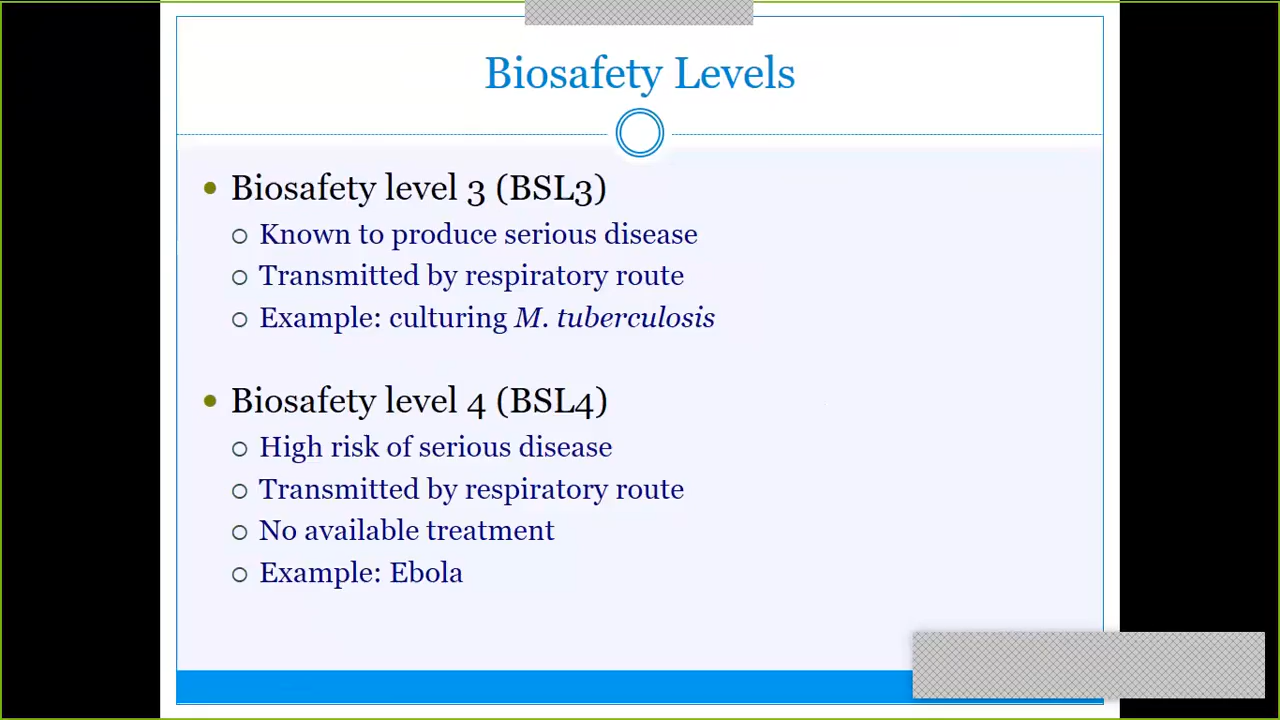 Biosafety Levels
Biosafety level 3 (BSL3)
Known to produce serious disease
Transmitted by respiratory route
Example: culturing M. tuberculosis
Biosafety level 4 (BSL4)
High risk of serious disease
Transmitted by respiratory route
No available treatment
Example: Ebola